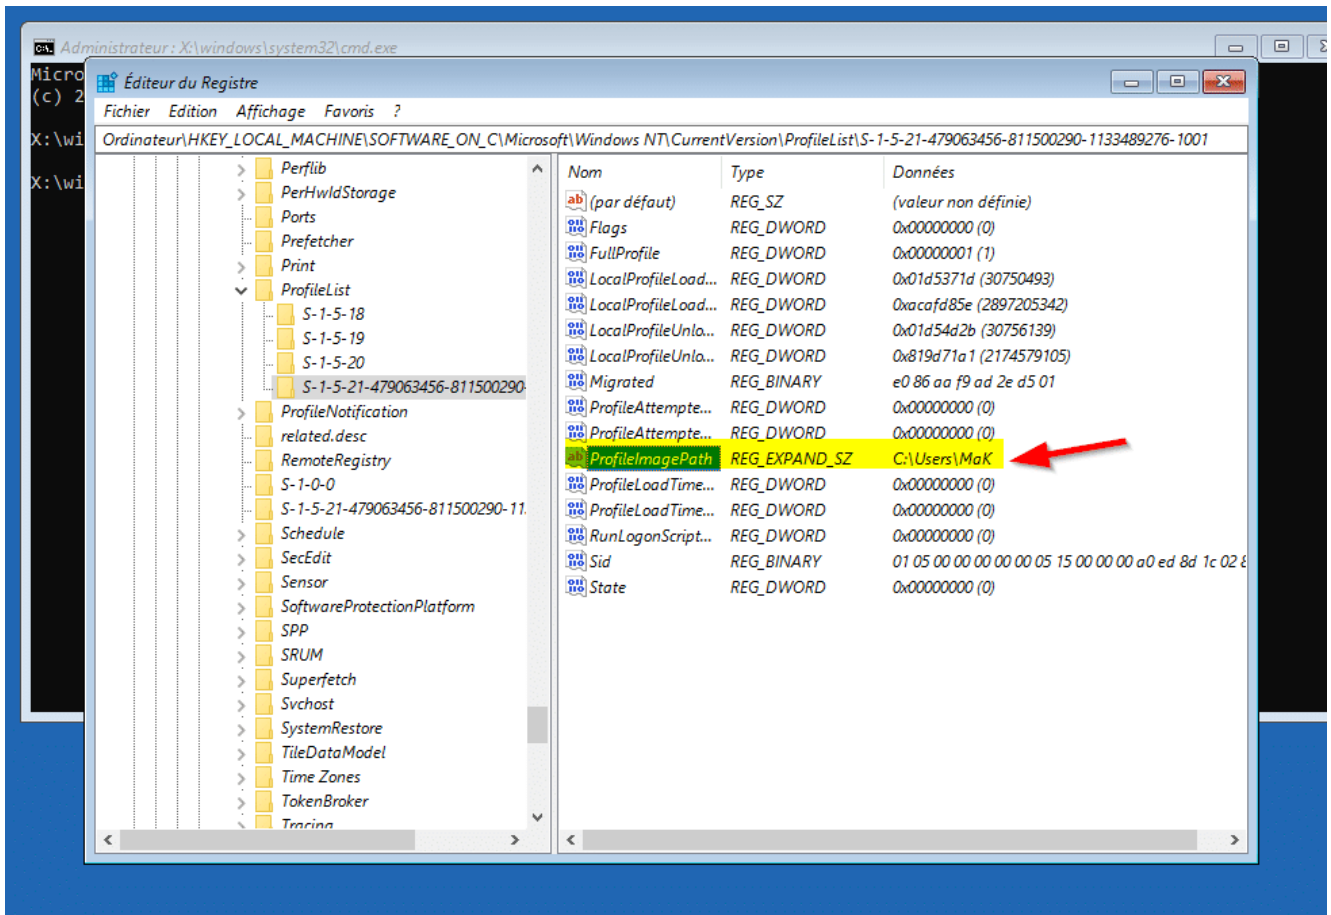 Administrateur : X:\windows\system32\cmd.exe
Micro
(c) 2
X:\wi
X:\wi
Éditeur du Registre
Fichier Edition Affichage Favoris ?
Ordinateur\HKEY_LOCAL_MACHINE\SOFTWARE_ON_C\Microsoft\Windows NT\CurrentVersion\ProfileList\S-1-5-21-479063456-811500290-1133489276-1001
Perflib
PerHwIdStorage
Ports
Prefetcher
Print
ProfileList
S-1-5-18
S-1-5-19
S-1-5-20
S-1-5-21-479063456-811500290-
ProfileNotification
related.desc
RemoteRegistry
S-1-0-0
S-1-5-21-479063456-811500290-11
Schedule
SecEdit
Sensor
SoftwareProtectionPlatform
SPP
SRUM
Superfetch
Svchost
SystemRestore
TileDataModel
Time Zones
TokenBroker
Tracing
Nom Type Données
(par défaut) REG_SZ (valeur non définie)
Flags REG_DWORD 0x00000000 (0)
FullProfile REG_DWORD 0x00000001 (1)
LocalProfileLoad... REG_DWORD 0x01d5371d (30750493)
LocalProfileLoad... REG_DWORD 0xacafd85e (2897205342)
LocalProfileUnlo... REG_DWORD 0x01d54d2b (30756139)
LocalProfileUnlo... REG_DWORD 0x819d71a1 (2174579105)
Migrated REG_BINARY e0 86 aa f9 ad 2e d5 01
ProfileAttempte... REG_DWORD 0x00000000 (0)
ProfileAttempte... REG_DWORD 0x00000000 (0)
ProfileImagePath REG_EXPAND_SZ C:\Users\MaK
ProfileLoadTime... REG_DWORD 0x00000000 (0)
ProfileLoadTime... REG_DWORD 0x00000000 (0)
RunLogonScript... REG_DWORD 0x00000000 (0)
Sid REG_BINARY 01 05 00 00 00 00 00 05 15 00 00 00 a0 ed 8d 1c 02 8
State REG_DWORD 0x00000000 (0)